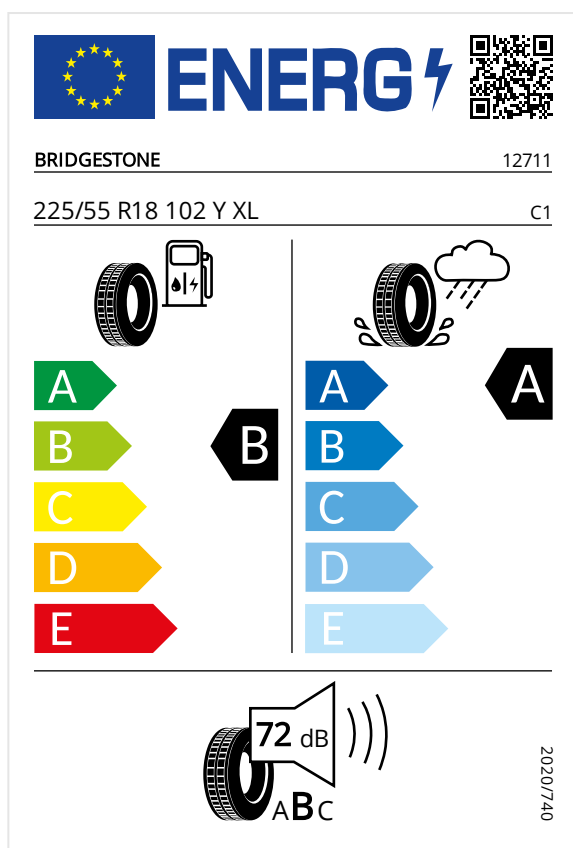 ENERG
BRIDGESTONE 12711
225/55 R18 102 Y XL C1
A A A
B B B
C C
D D
E E
72 dB
ABC
2020/740